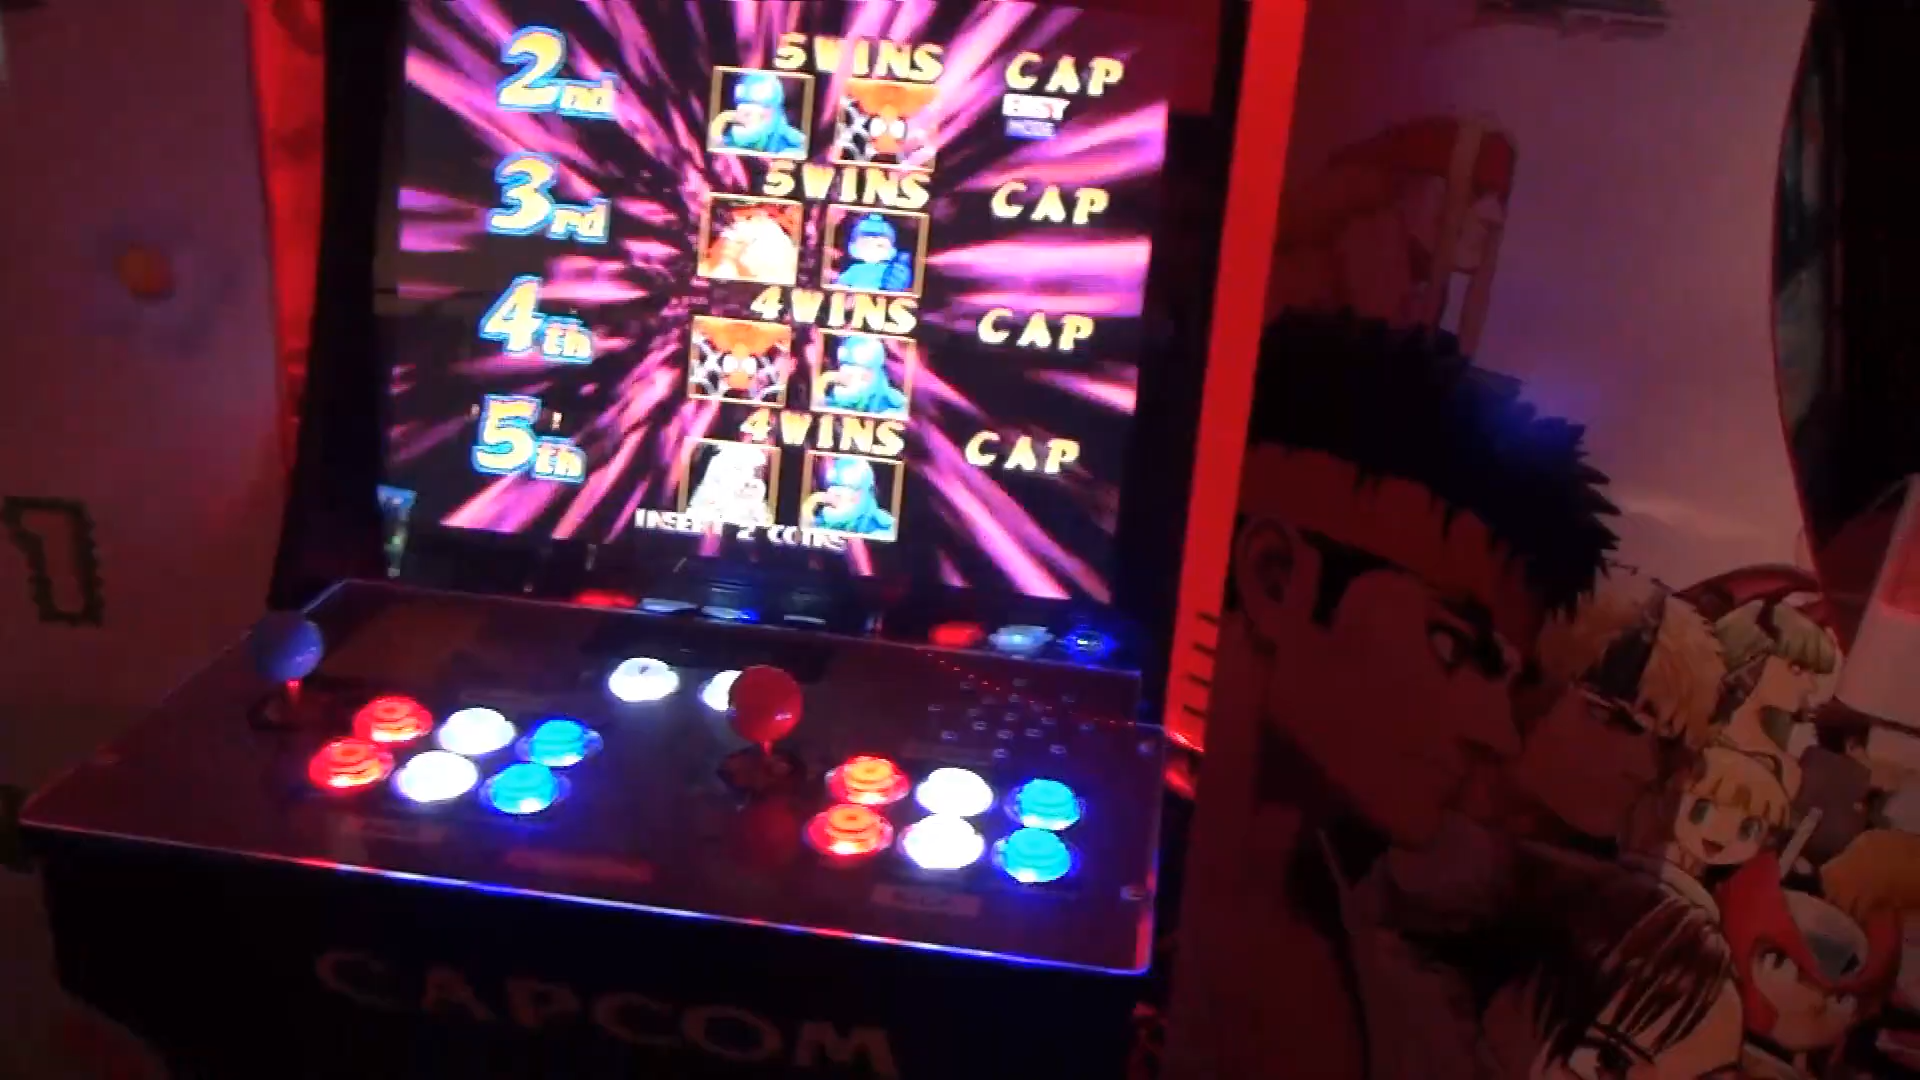 2nd 5WINS CAP
EASY
MODE
3rd 5WINS CAP
4th 4WINS CAP
5th 4WINS CAP
INSERT 2 COINS
CAPCOM